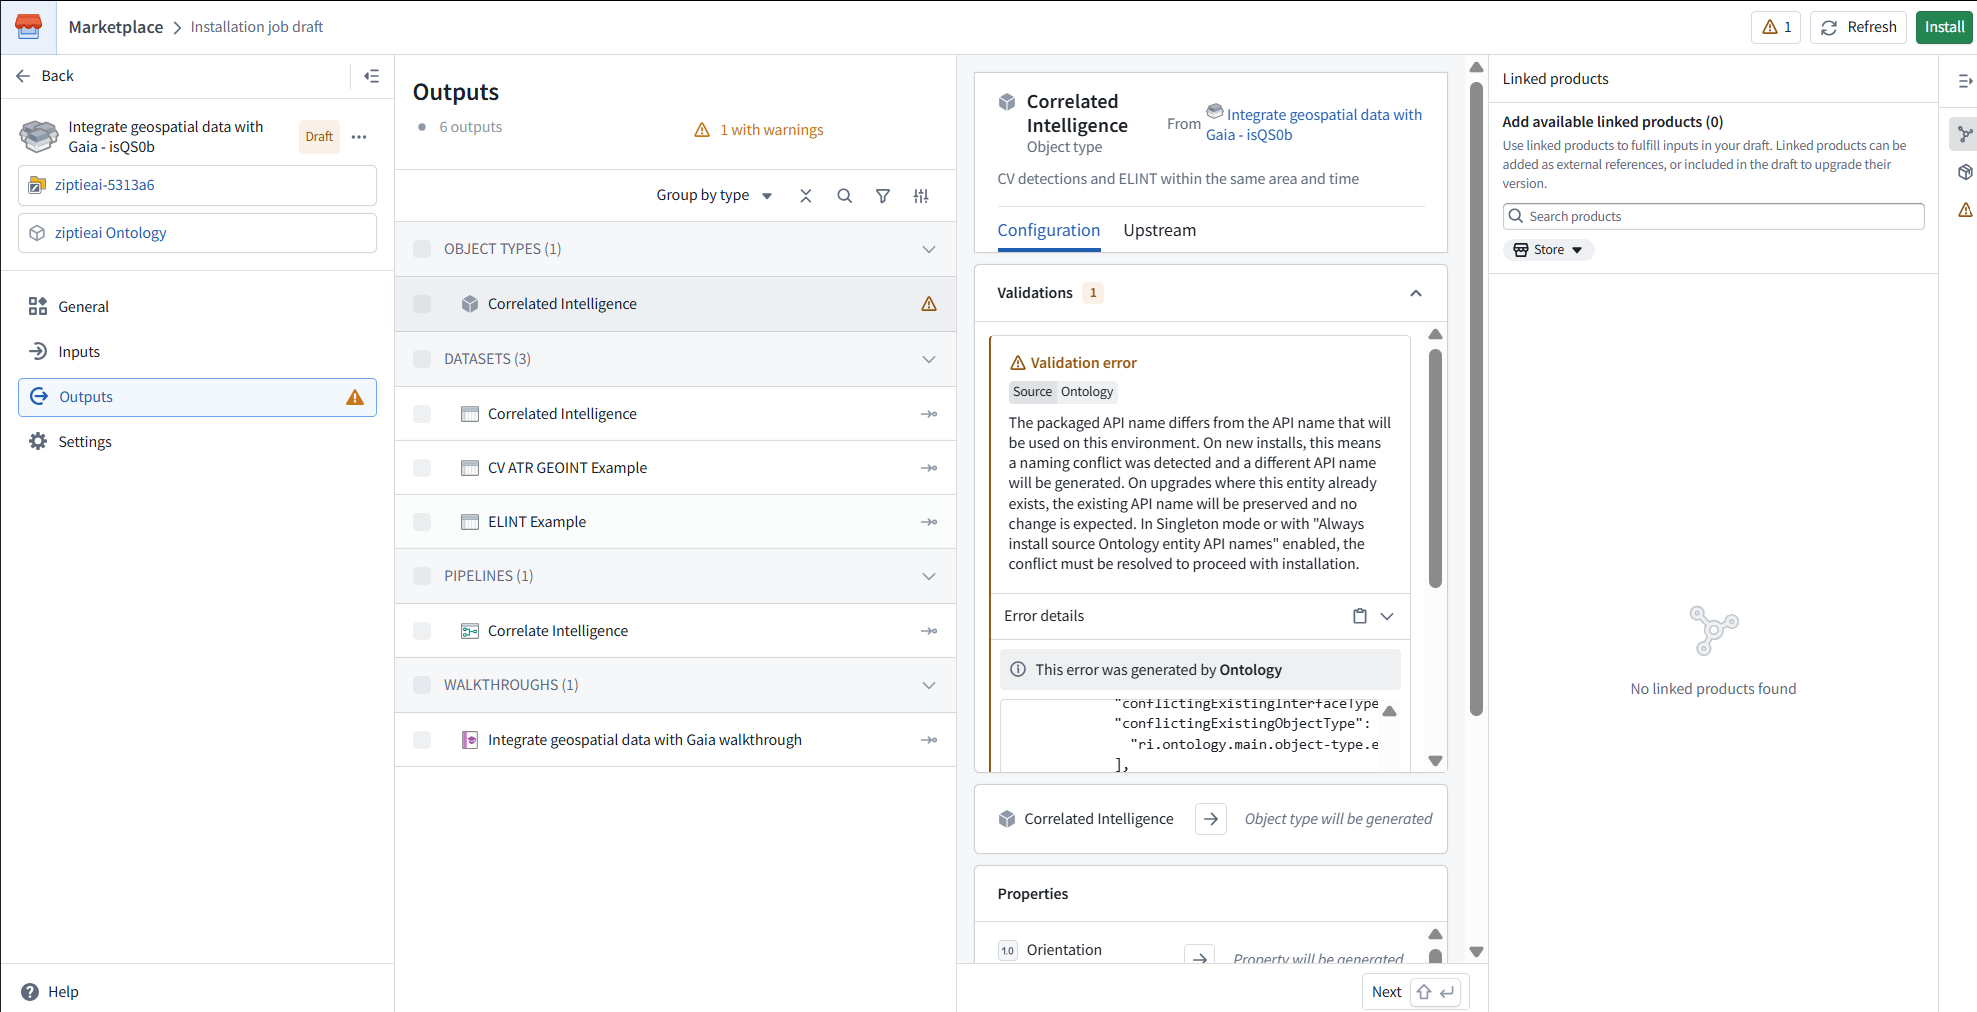 Marketplace > Installation job draft
1
Refresh
Install
Back
Integrate geospatial data with
Gaia - isQS0b
Draft
ziptieai-5313a6
ziptieai Ontology
General
Inputs
Outputs
Settings
Help
Outputs
6 outputs
1 with warnings
Group by type
OBJECT TYPES (1)
Correlated Intelligence
DATASETS (3)
Correlated Intelligence
CV ATR GEOINT Example
ELINT Example
PIPELINES (1)
Correlate Intelligence
WALKTHROUGHS (1)
Integrate geospatial data with Gaia walkthrough
Correlated
Intelligence
Object type
From Integrate geospatial data with
Gaia - isQS0b
CV detections and ELINT within the same area and time
Configuration
Upstream
Validations 1
Validation error
Source Ontology
The packaged API name differs from the API name that will
be used on this environment. On new installs, this means
a naming conflict was detected and a different API name
will be generated. On upgrades where this entity already
exists, the existing API name will be preserved and no
change is expected. In Singleton mode or with "Always
install source Ontology entity API names" enabled, the
conflict must be resolved to proceed with installation.
Error details
This error was generated by Ontology
"conflictingExistingInterfaceType
"conflictingExistingObjectType":
"ri.ontology.main.object-type.e
],
Correlated Intelligence
Object type will be generated
Properties
1.0 Orientation
Property will be generated
Next
Linked products
Add available linked products (0)
Use linked products to fulfill inputs in your draft. Linked products can be
added as external references, or included in the draft to upgrade their
version.
Search products
Store
No linked products found